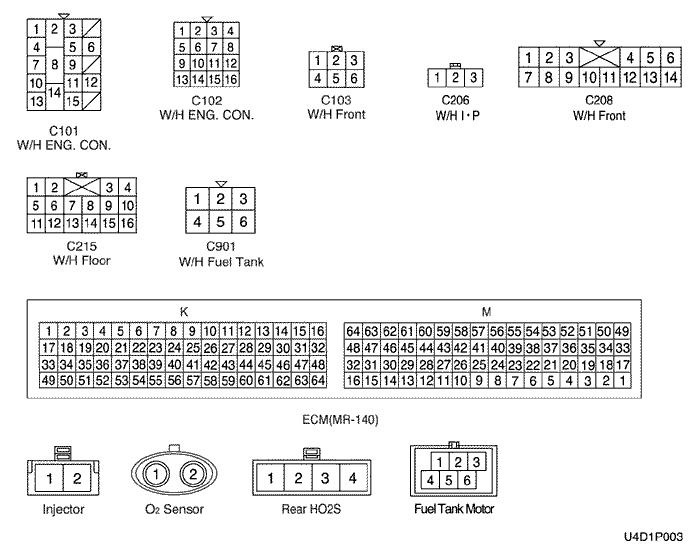 1 2 3
4 5 6
7 8 9
10 11 12
13 14 15
C101
W/H ENG. CON.
1 2 3 4
5 6 7 8
9 10 11 12
13 14 15 16
C102
W/H ENG. CON.
1 2 3
4 5 6
C103
W/H Front
1 2 3
C206
W/H I·P
1 2 3 4 5 6
7 8 9 10 11 12 13 14
C208
W/H Front
1 2 3 4
5 6 7 8 9 10
11 12 13 14 15 16
C215
W/H Floor
1 2 3
4 5 6
C901
W/H Fuel Tank
K
1 2 3 4 5 6 7 8 9 10 11 12 13 14 15 16
17 18 19 20 21 22 23 24 25 26 27 28 29 30 31 32
33 34 35 36 37 38 39 40 41 42 43 44 45 46 47 48
49 50 51 52 53 54 55 56 57 58 59 60 61 62 63 64
M
64 63 62 61 60 59 58 57 56 55 54 53 52 51 50 49
48 47 46 45 44 43 42 41 40 39 38 37 36 35 34 33
32 31 30 29 28 27 26 25 24 23 22 21 20 19 18 17
16 15 14 13 12 11 10 9 8 7 6 5 4 3 2 1
ECM(MR-140)
1 2
Injector
1 2
O2 Sensor
1 2 3 4
Rear HO2S
1 2 3
4 5 6
Fuel Tank Motor
U4D1P003